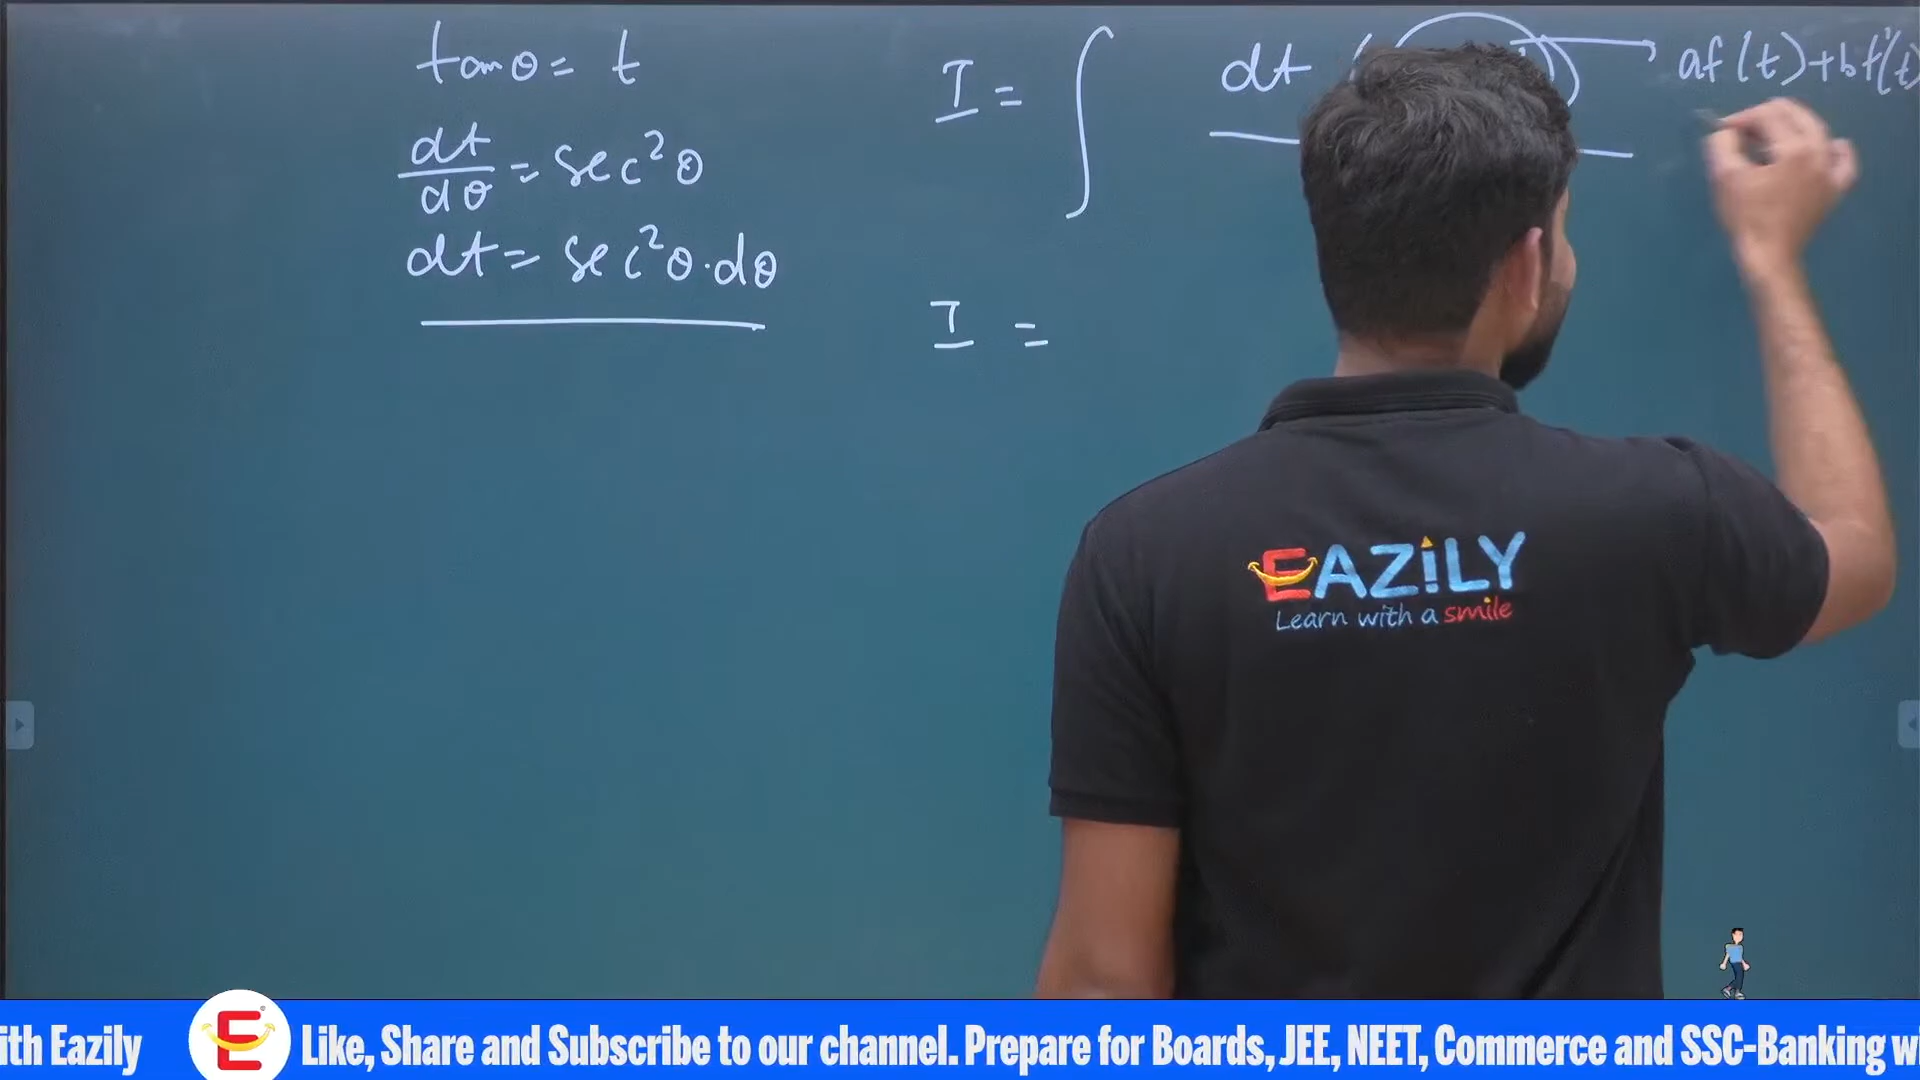 tanθ = t
dt/dθ = sec²θ
dt = sec²θ·dθ
I = ∫ dt
af(t)+bf'(t)
I =
EAZiLY
Learn with a smile
ith Eazily
E
Like, Share and Subscribe to our channel. Prepare for Boards, JEE, NEET, Commerce and SSC-Banking wi